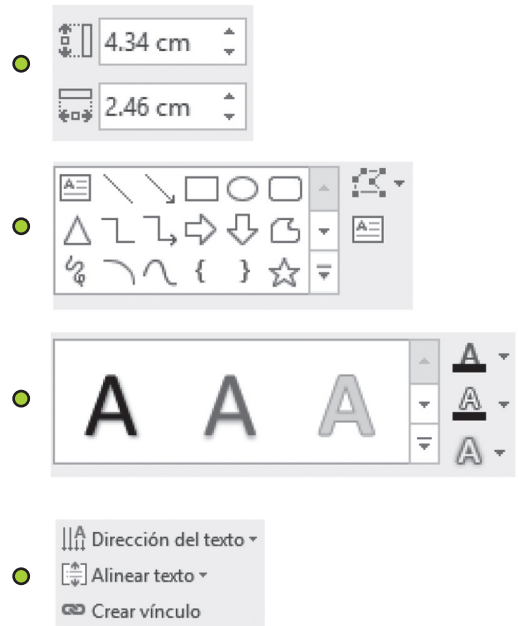 4.34 cm
2.46 cm
A
A
{ }
A
A A A A
A
A
Dirección del texto
Alinear texto
Crear vínculo